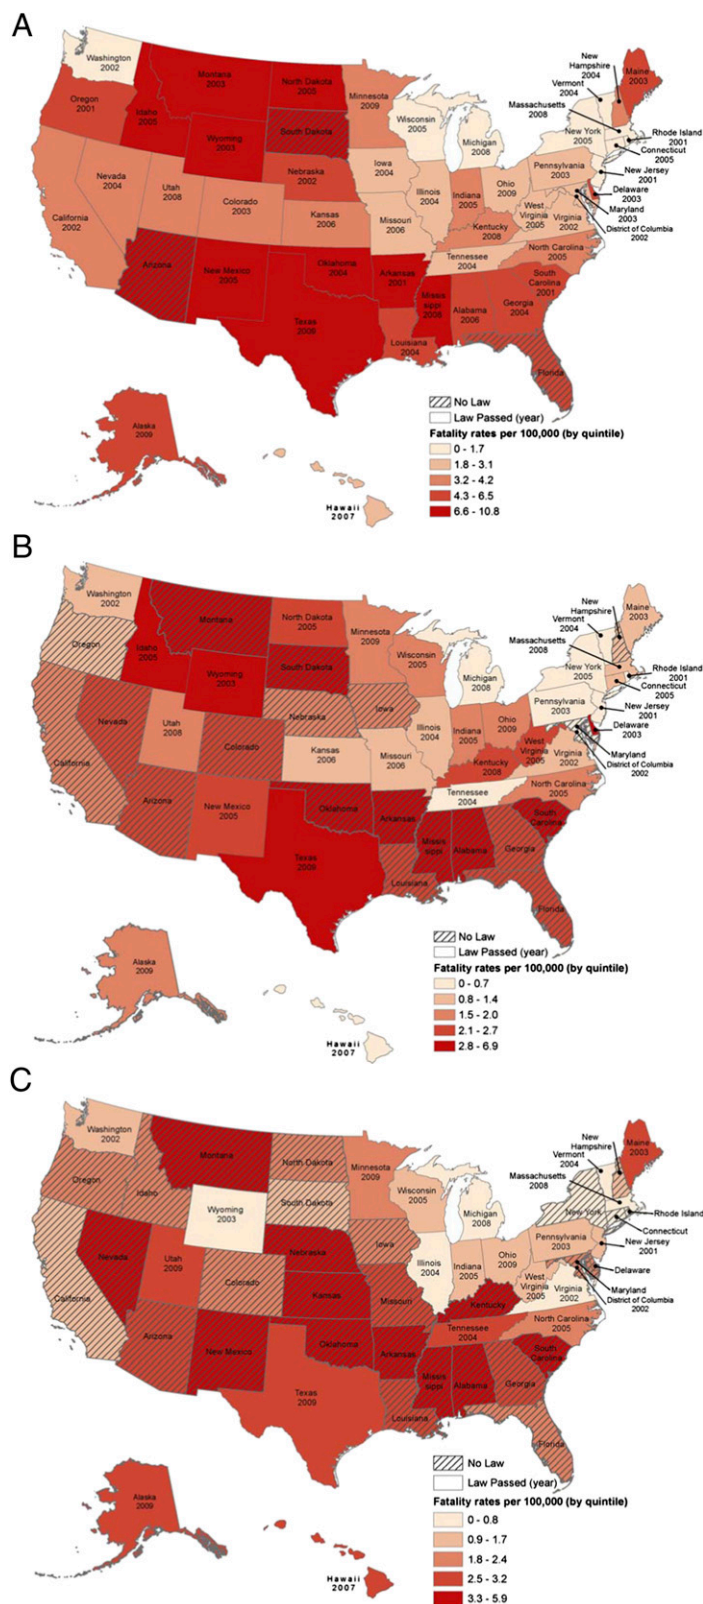 A
Washington
2002
Montana
2003
North Dakota
2005
Minnesota
2009
Oregon
2001
Idaho
2005
South Dakota
Wyoming
2003
Wisconsin
2005
Michigan
2008
New
Hampshire
2004
Vermont
2004
Maine
2003
Massachusetts
2008
New York
2005
Rhode Island
2001
Connecticut
2005
New Jersey
2001
Delaware
2003
Maryland
2003
District of Columbia
2002
Nebraska
2002
Iowa
2004
Illinois
2004
Indiana
2005
Ohio
2009
Pennsylvania
2003
Nevada
2004
Utah
2008
Colorado
2003
Kansas
2006
Missouri
2006
California
2002
West
Virginia
2005
Virginia
2002
Kentucky
2008
North Carolina
2005
Tennessee
2004
Arizona
New Mexico
2005
Oklahoma
2004
Arkansas
2001
South
Carolina
2001
Missis
sippi
Alabama
2006
Georgia
2004
Texas
2009
Louisiana
2004
Florida
Alaska
2009
Hawaii
2007
No Law
Law Passed (year)
Fatality rates per 100,000 (by quintile)
0 - 1.7
1.8 - 3.1
3.2 - 4.2
4.3 - 6.5
6.6 - 10.8
B
Washington
2002
Montana
North Dakota
2005
Minnesota
2009
Oregon
Idaho
2005
South Dakota
Wyoming
2003
Wisconsin
2005
Michigan
2008
New
Hampshire
Vermont
2004
Maine
2003
Massachusetts
2008
New York
2005
Rhode Island
2001
Connecticut
2005
New Jersey
2001
Delaware
2003
Maryland
District of Columbia
2002
Nebraska
Iowa
Illinois
2004
Indiana
2005
Ohio
2009
Pennsylvania
2003
Nevada
Utah
2008
Colorado
Kansas
2006
Missouri
2006
California
West
Virginia
2005
Virginia
2002
Kentucky
2008
North Carolina
2005
Tennessee
2004
Arizona
New Mexico
2005
Oklahoma
Arkansas
South
Carolina
Missis
sippi
Alabama
Georgia
Texas
2009
Louisiana
Florida
Alaska
2009
Hawaii
2007
No Law
Law Passed (year)
Fatality rates per 100,000 (by quintile)
0 - 0.7
0.8 - 1.4
1.5 - 2.0
2.1 - 2.7
2.8 - 6.9
C
Washington
2002
Montana
North Dakota
Minnesota
2009
Oregon
Idaho
South Dakota
Wyoming
2003
Wisconsin
2005
Michigan
2008
New
Hampshire
Vermont
2004
Maine
2003
Massachusetts
2008
New York
Rhode Island
Connecticut
New Jersey
2001
Delaware
Maryland
District of Columbia
2002
Nebraska
Iowa
Illinois
2004
Indiana
2005
Ohio
2009
Pennsylvania
2003
Nevada
Utah
2009
Colorado
Kansas
Missouri
California
West
Virginia
2005
Virginia
2002
Kentucky
North Carolina
2005
Tennessee
2004
Arizona
New Mexico
Oklahoma
Arkansas
South
Carolina
Missis
sippi
Alabama
Georgia
Texas
2009
Louisiana
Florida
Alaska
2009
Hawaii
2007
No Law
Law Passed (year)
Fatality rates per 100,000 (by quintile)
0 - 0.8
0.9 - 1.7
1.8 - 2.4
2.5 - 3.2
3.3 - 5.9